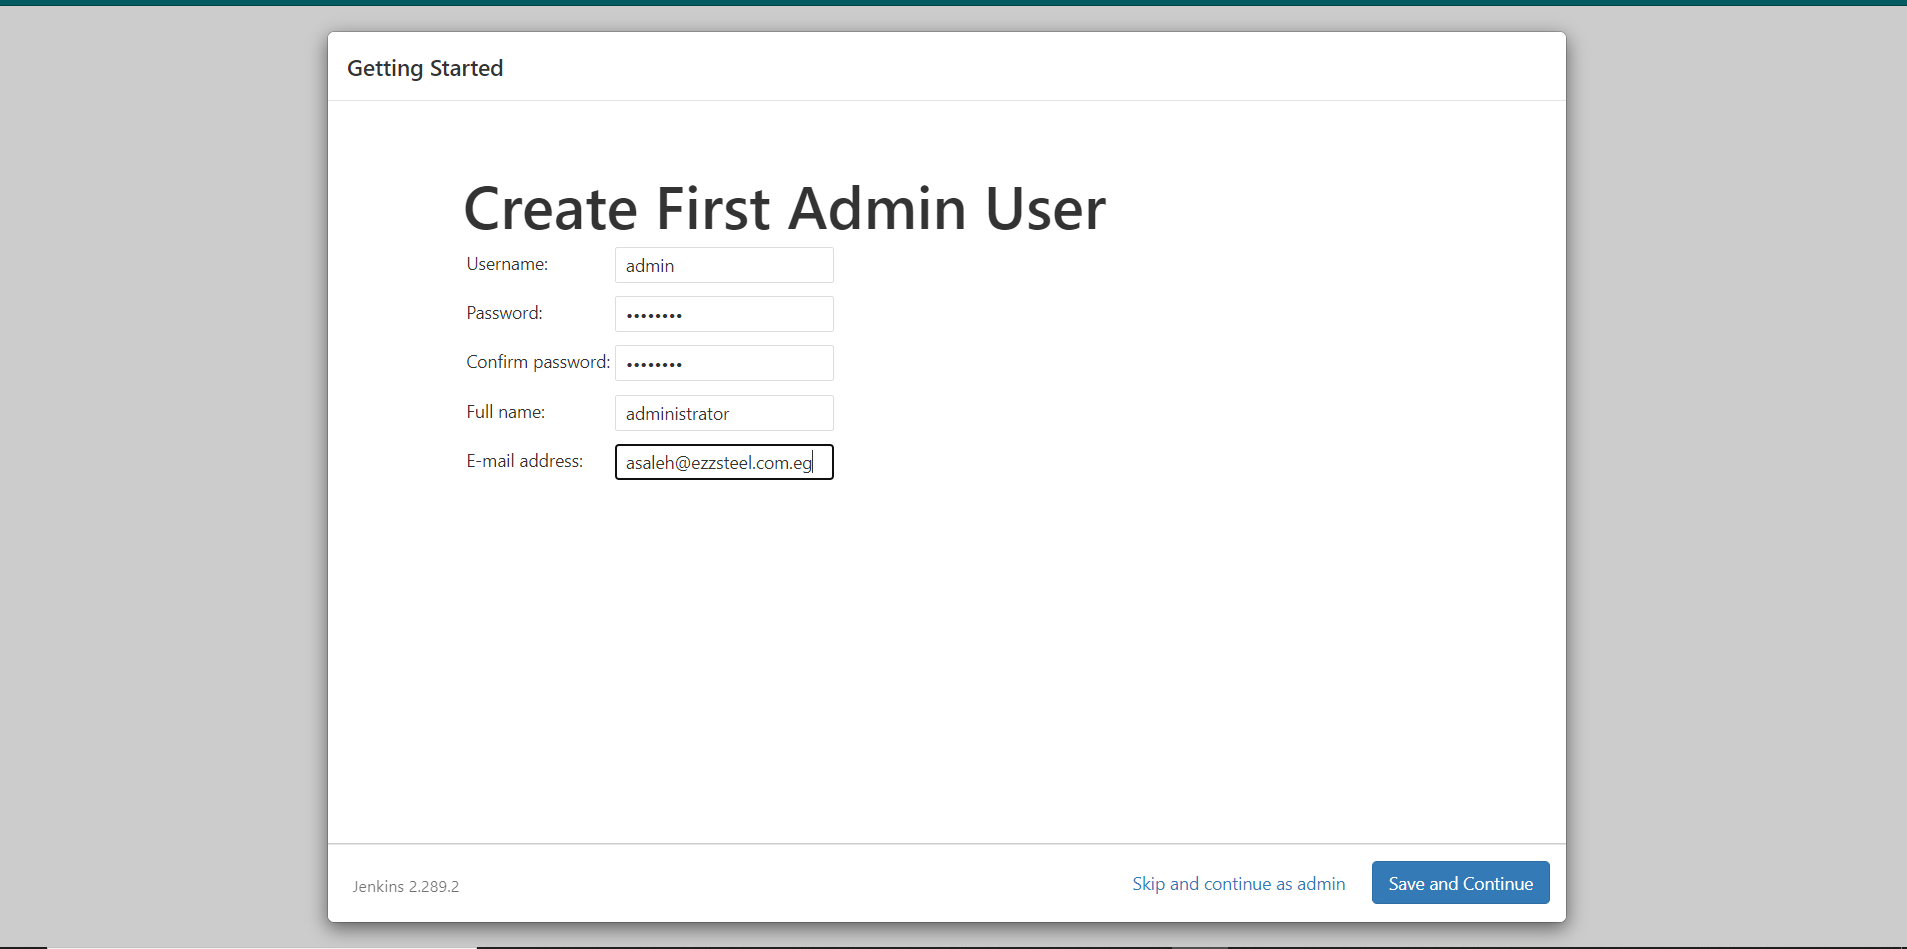 Getting Started
Create First Admin User
Username: admin
Password: ••••••••
Confirm password: ••••••••
Full name: administrator
E-mail address: asaleh@ezzsteel.com.eg
Jenkins 2.289.2 Skip and continue as admin Save and Continue